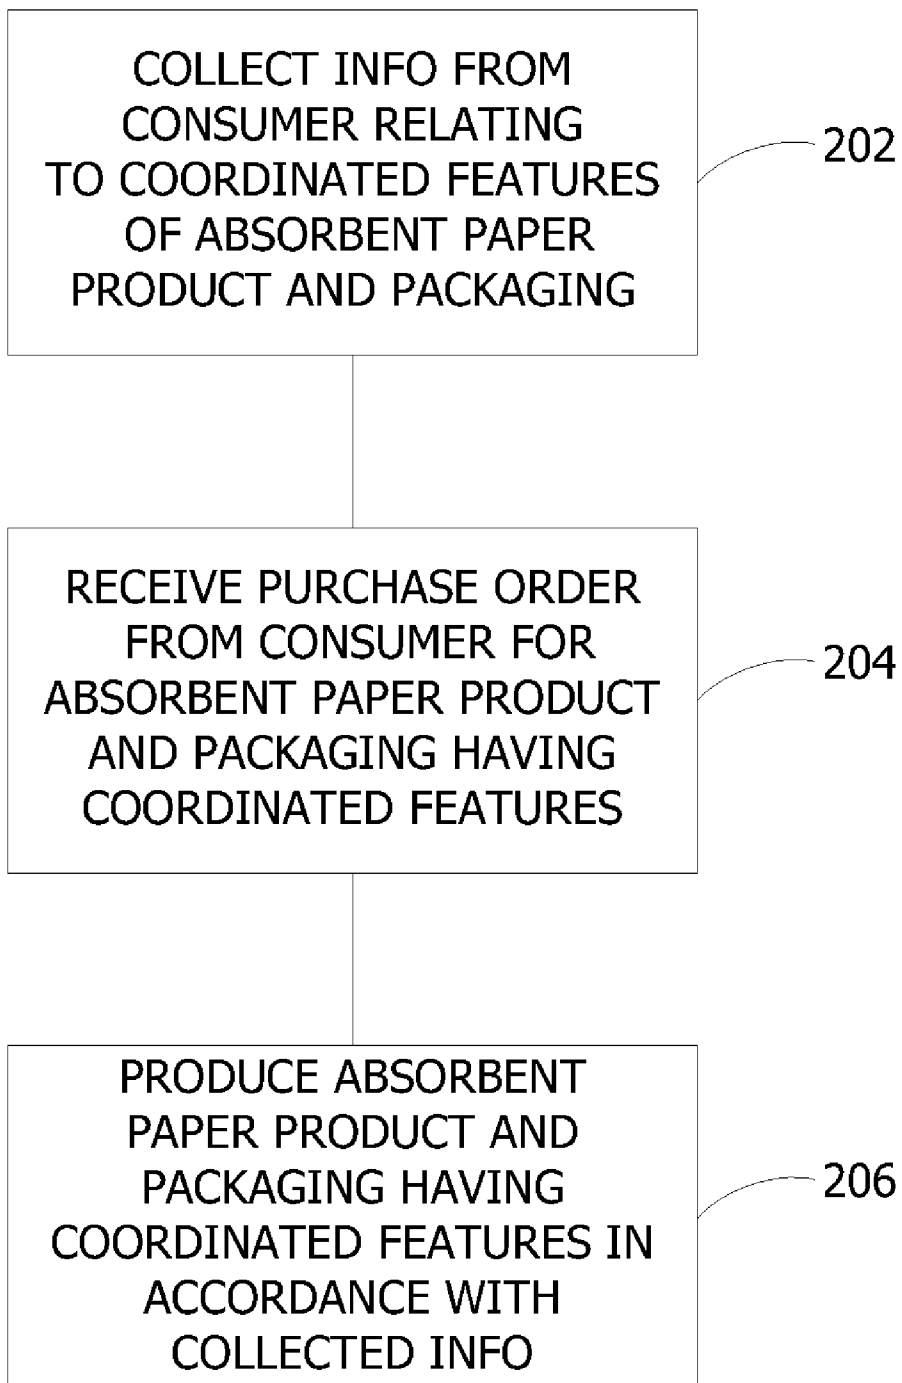 COLLECT INFO FROM
CONSUMER RELATING
TO COORDINATED FEATURES
OF ABSORBENT PAPER
PRODUCT AND PACKAGING
202
RECEIVE PURCHASE ORDER
FROM CONSUMER FOR
ABSORBENT PAPER PRODUCT
AND PACKAGING HAVING
COORDINATED FEATURES
204
PRODUCE ABSORBENT
PAPER PRODUCT AND
PACKAGING HAVING
COORDINATED FEATURES IN
ACCORDANCE WITH
COLLECTED INFO
206